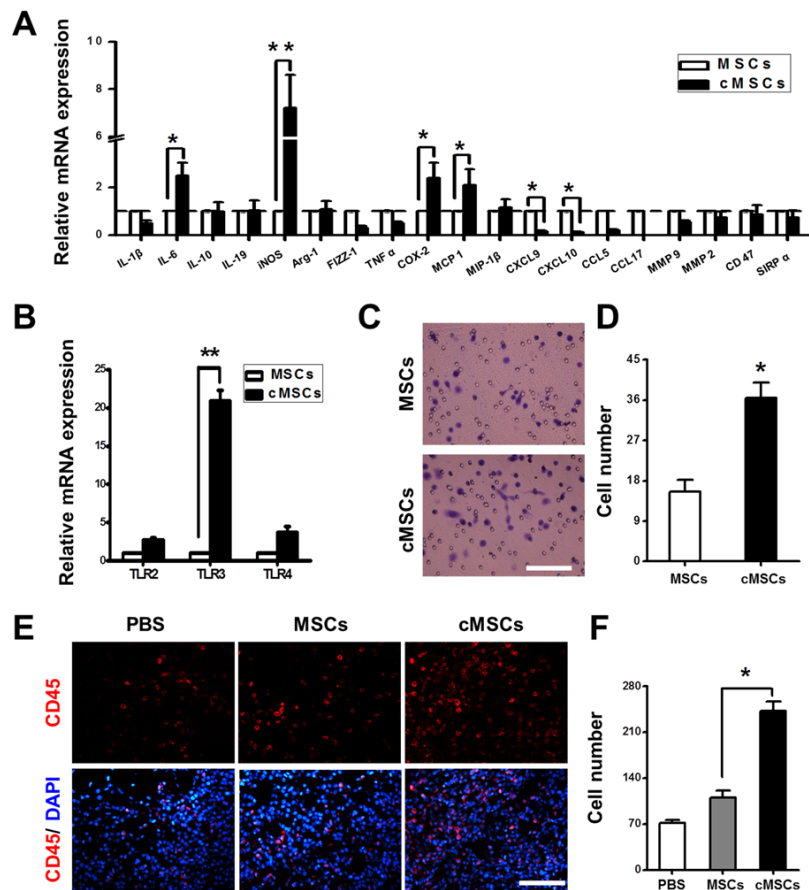 A
Relative mRNA expression
10
8
6
2
0
* *
*
*
*
*
*
MSCs
cMSCs
IL-1β
IL-6
IL-10
IL-19
iNOS
Arg-1
FIZZ-1
TNF α
COX-2
MCP 1
MIP-1β
CXCL9
CXCL10
CCL5
CCL17
MMP 9
MMP 2
CD 47
SIRP α
B
Relative mRNA expression
25
20
15
10
5
0
**
MSCs
cMSCs
TLR2
TLR3
TLR4
C
MSCs
cMSCs
D
Cell number
45
36
27
18
9
0
*
MSCs
cMSCs
E
PBS
MSCs
cMSCs
CD45
CD45/ DAPI
F
Cell number
280
210
140
70
0
*
PBS
MSCs
cMSCs